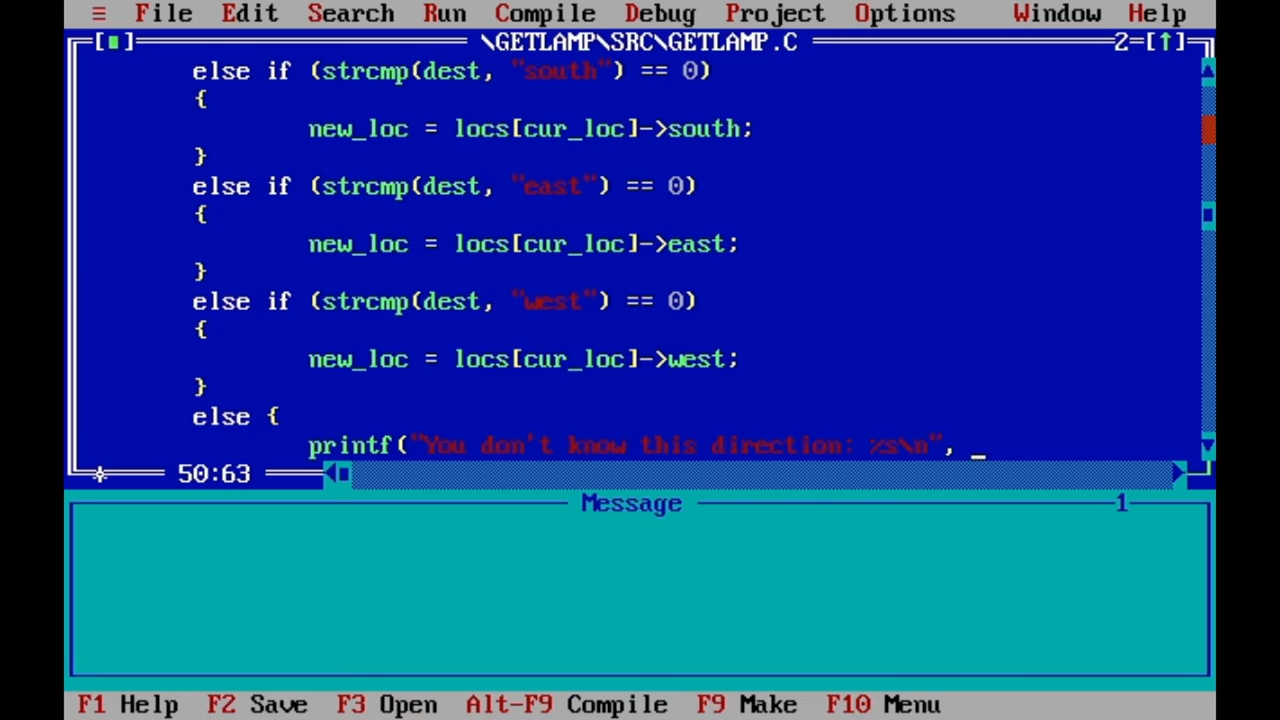 ≡ File Edit Search Run Compile Debug Project Options Window Help
[■] \GETLAMP\SRC\GETLAMP.C 2=[↑]
else if (strcmp(dest, "south") == 0)
{
new_loc = locs[cur_loc]->south;
}
else if (strcmp(dest, "east") == 0)
{
new_loc = locs[cur_loc]->east;
}
else if (strcmp(dest, "west") == 0)
{
new_loc = locs[cur_loc]->west;
}
else {
printf("You don't know this direction: %s\n", _
50:63
Message 1
F1 Help F2 Save F3 Open Alt-F9 Compile F9 Make F10 Menu